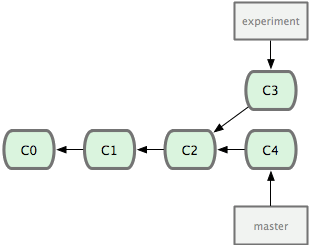 experiment
C3
C0 C1 C2 C4
master